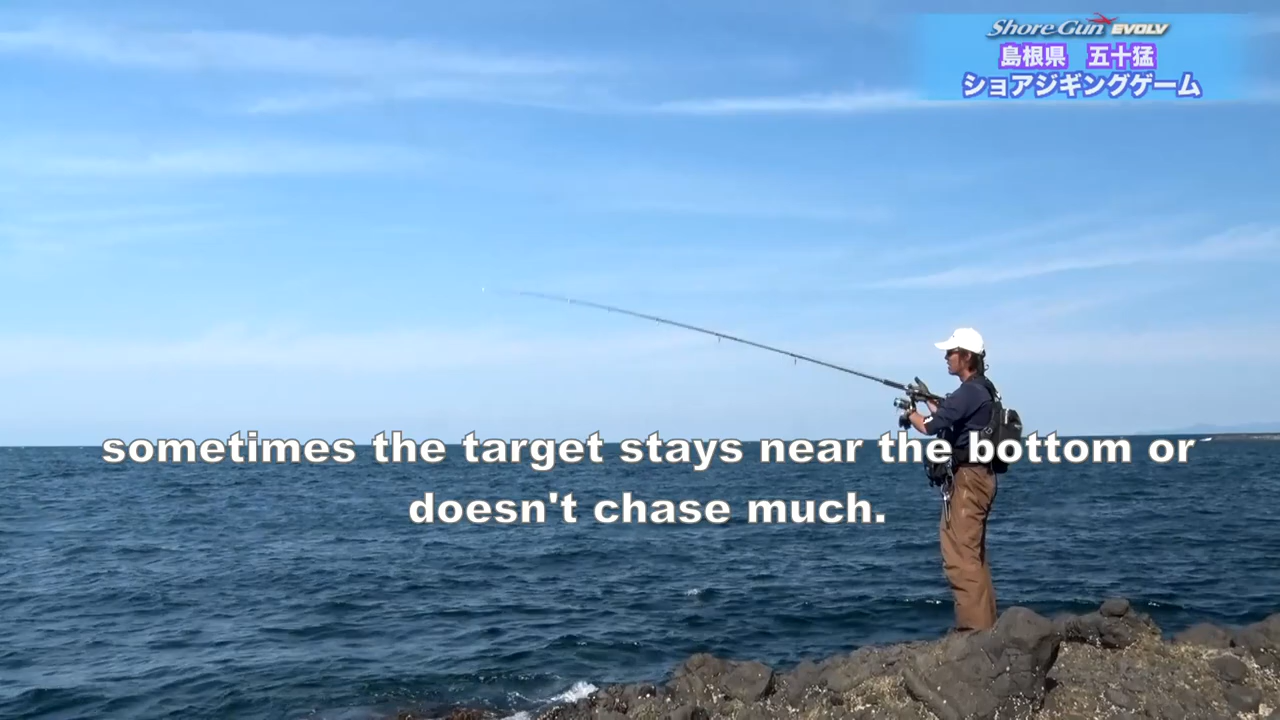 Shore Gun EVOLV
島根県 五十猛
ショアジギングゲーム
sometimes the target stays near the bottom or
doesn't chase much.